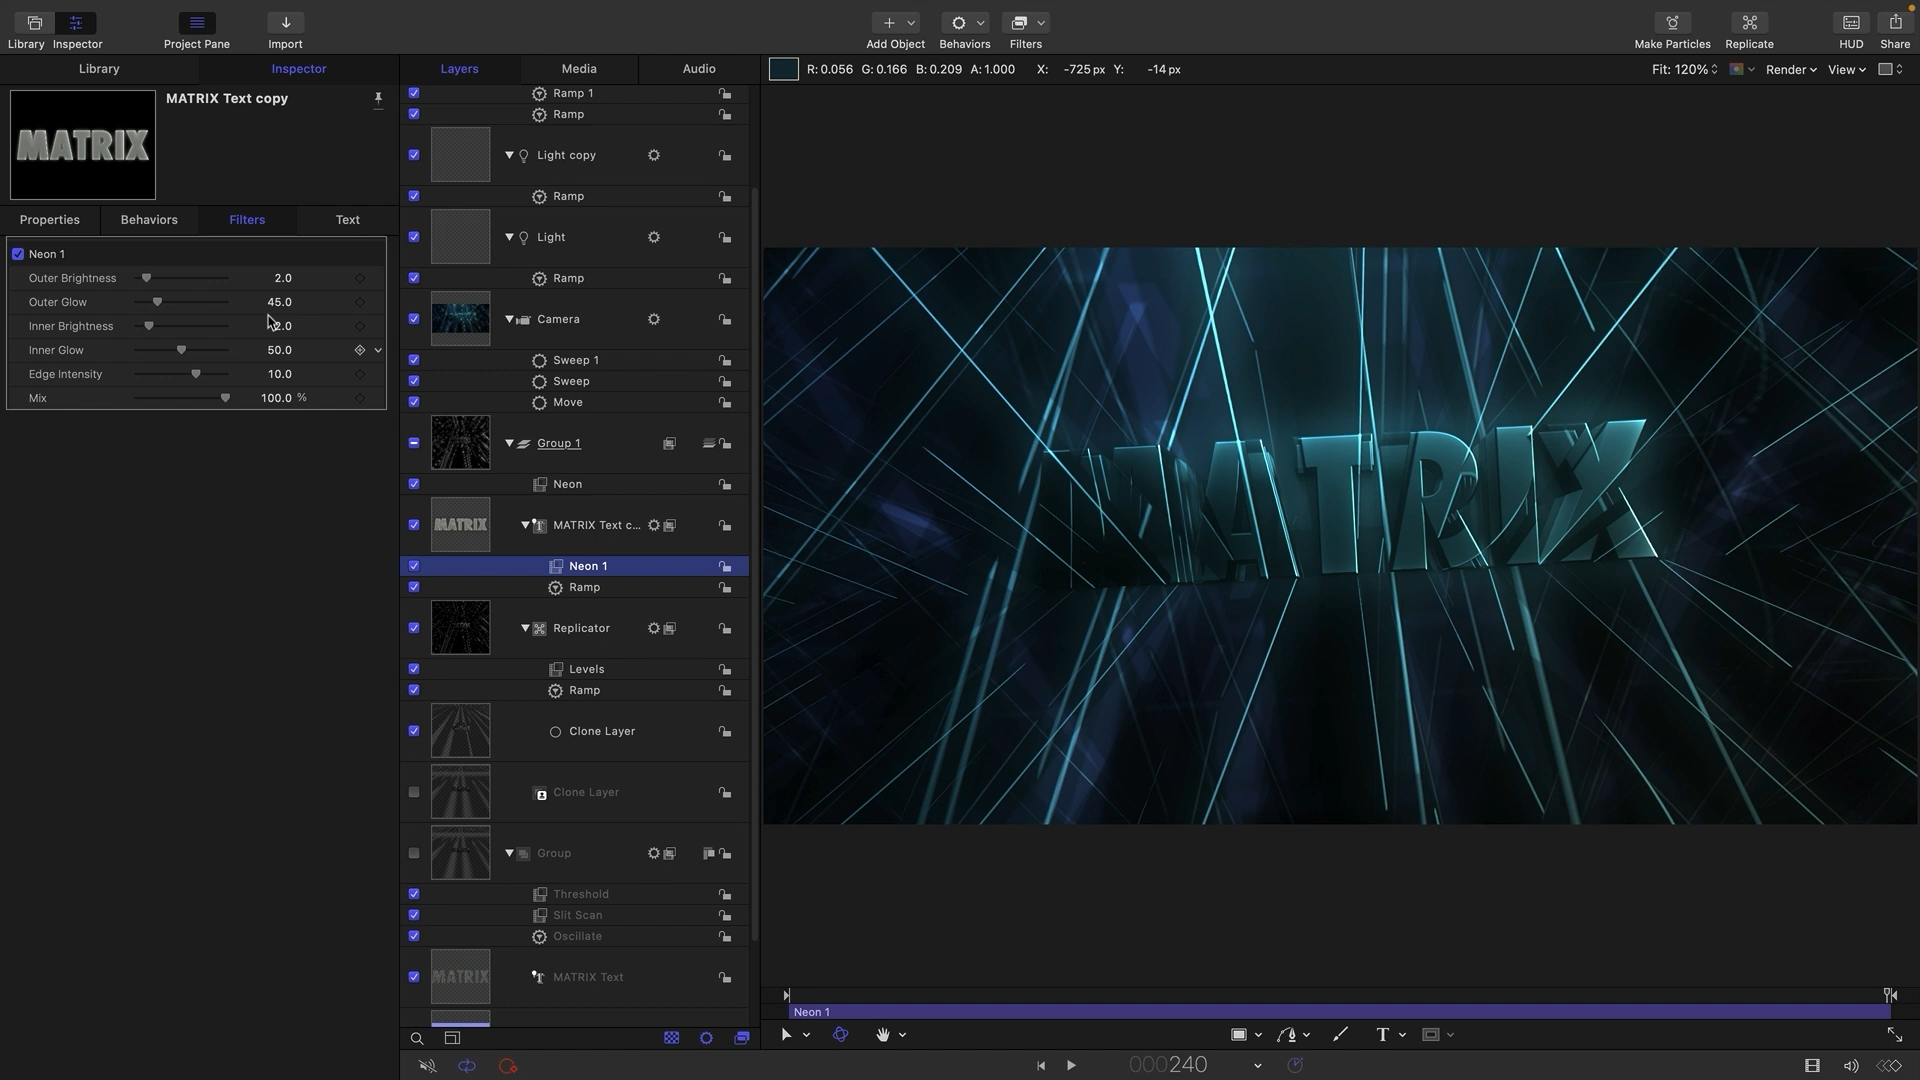 Library
Inspector
Project Pane
Import
Add Object
Behaviors
Filters
Make Particles
Replicate
HUD
Share
Library
Inspector
Layers
Media
Audio
R: 0.056 G: 0.166 B: 0.209 A: 1.000 X: -725 px Y: -14 px
Fit: 120%
Render
View
MATRIX
MATRIX Text copy
Properties
Behaviors
Filters
Text
Neon 1
Outer Brightness 2.0
Outer Glow 45.0
Inner Brightness 2.0
Inner Glow 50.0
Edge Intensity 10.0
Mix 100.0 %
Ramp 1
Ramp
Light copy
Ramp
Light
Ramp
Camera
Sweep 1
Sweep
Move
Group 1
Neon
MATRIX
MATRIX Text c...
Neon 1
Ramp
Replicator
Levels
Ramp
Clone Layer
Clone Layer
Group
Threshold
Slit Scan
Oscillate
MATRIX
MATRIX Text
MATRIX
Neon 1
T
000240